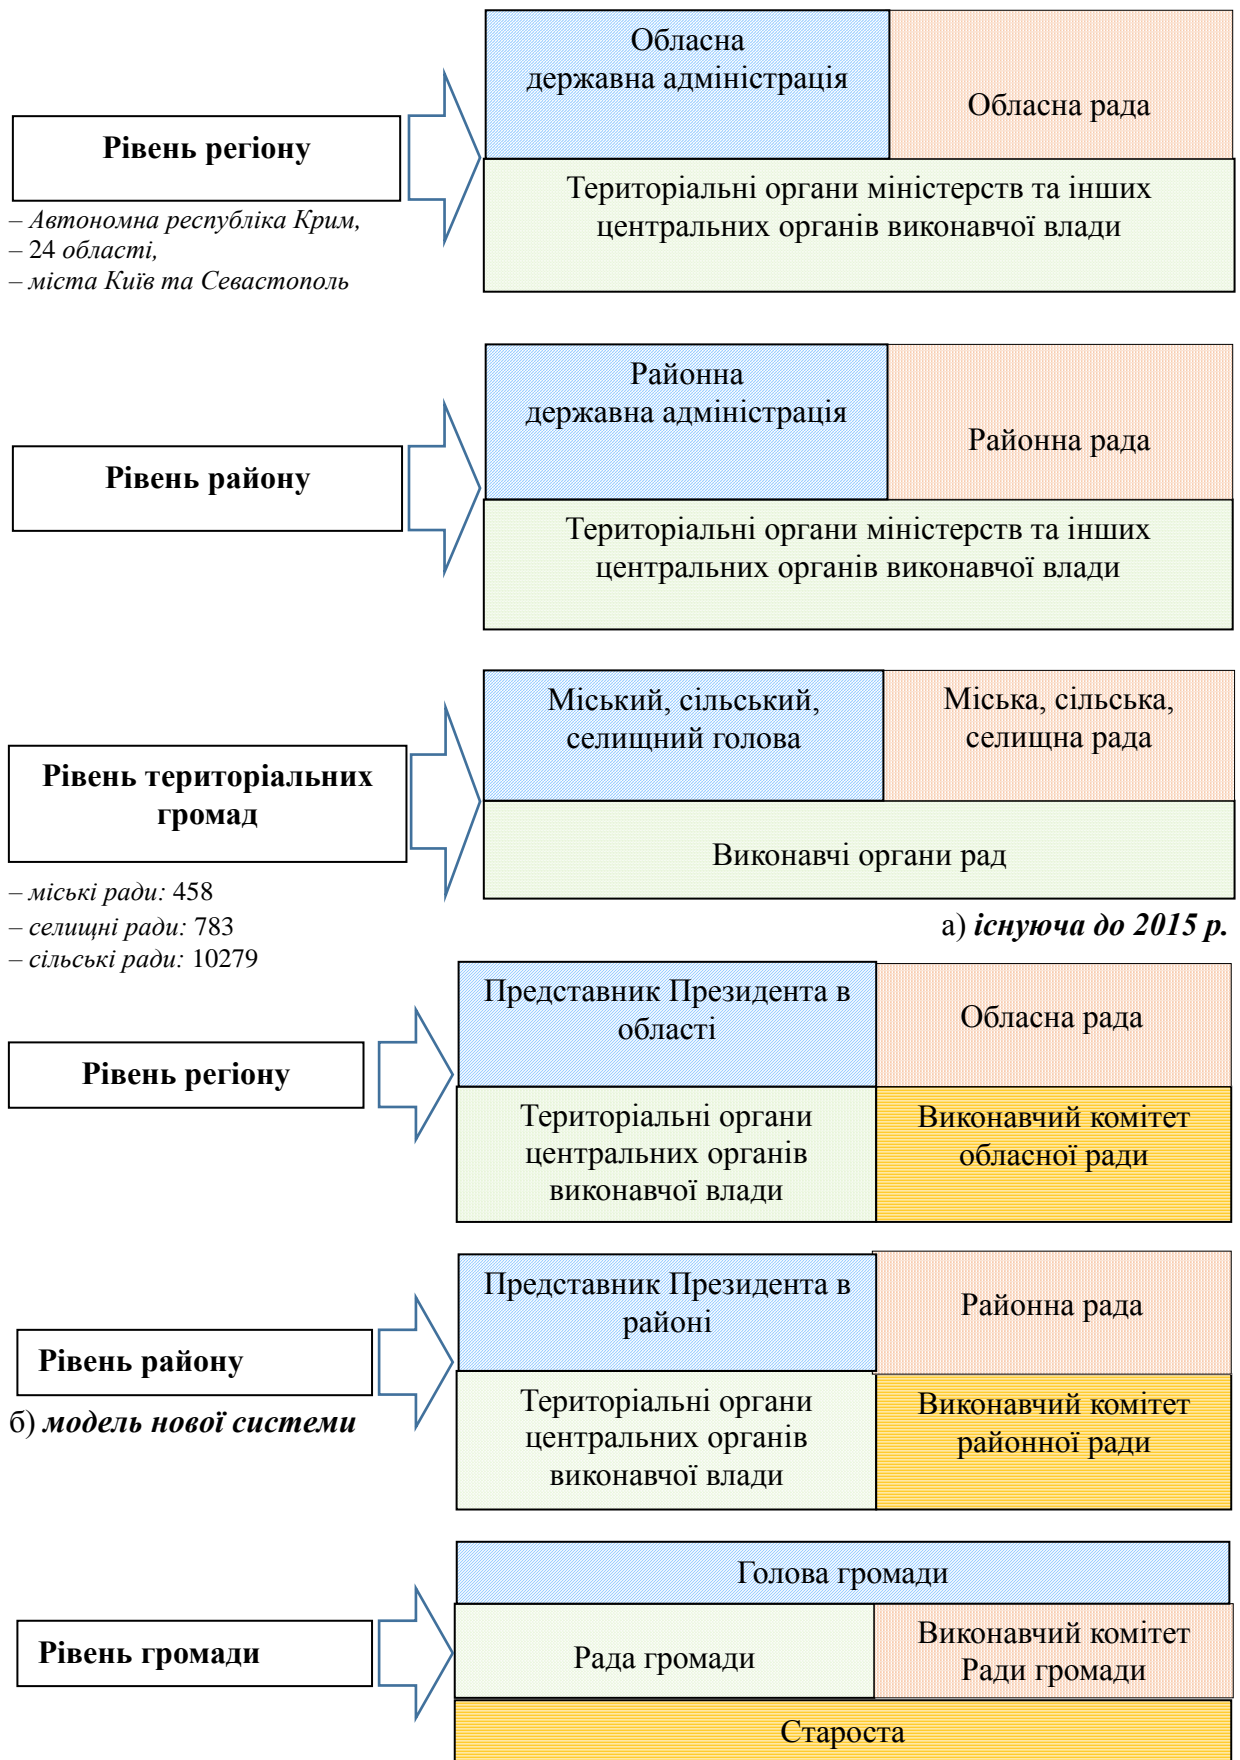 Обласна
державна адміністрація
Обласна рада
Рівень регіону
Територіальні органи міністерств та інших
центральних органів виконавчої влади
– Автономна республіка Крим,
– 24 області,
– міста Київ та Севастополь
Районна
державна адміністрація
Районна рада
Рівень району
Територіальні органи міністерств та інших
центральних органів виконавчої влади
Міський, сільський,
селищний голова
Міська, сільська,
селищна рада
Рівень територіальних
громад
Виконавчі органи рад
– міські ради: 458
– селищні ради: 783
– сільські ради: 10279
а) існуюча до 2015 р.
Представник Президента в
області
Обласна рада
Рівень регіону
Територіальні органи
центральних органів
виконавчої влади
Виконавчий комітет
обласної ради
Представник Президента в
районі
Районна рада
Рівень району
Територіальні органи
центральних органів
виконавчої влади
Виконавчий комітет
районної ради
б) модель нової системи
Голова громади
Рівень громади
Рада громади
Виконавчий комітет
Ради громади
Староста